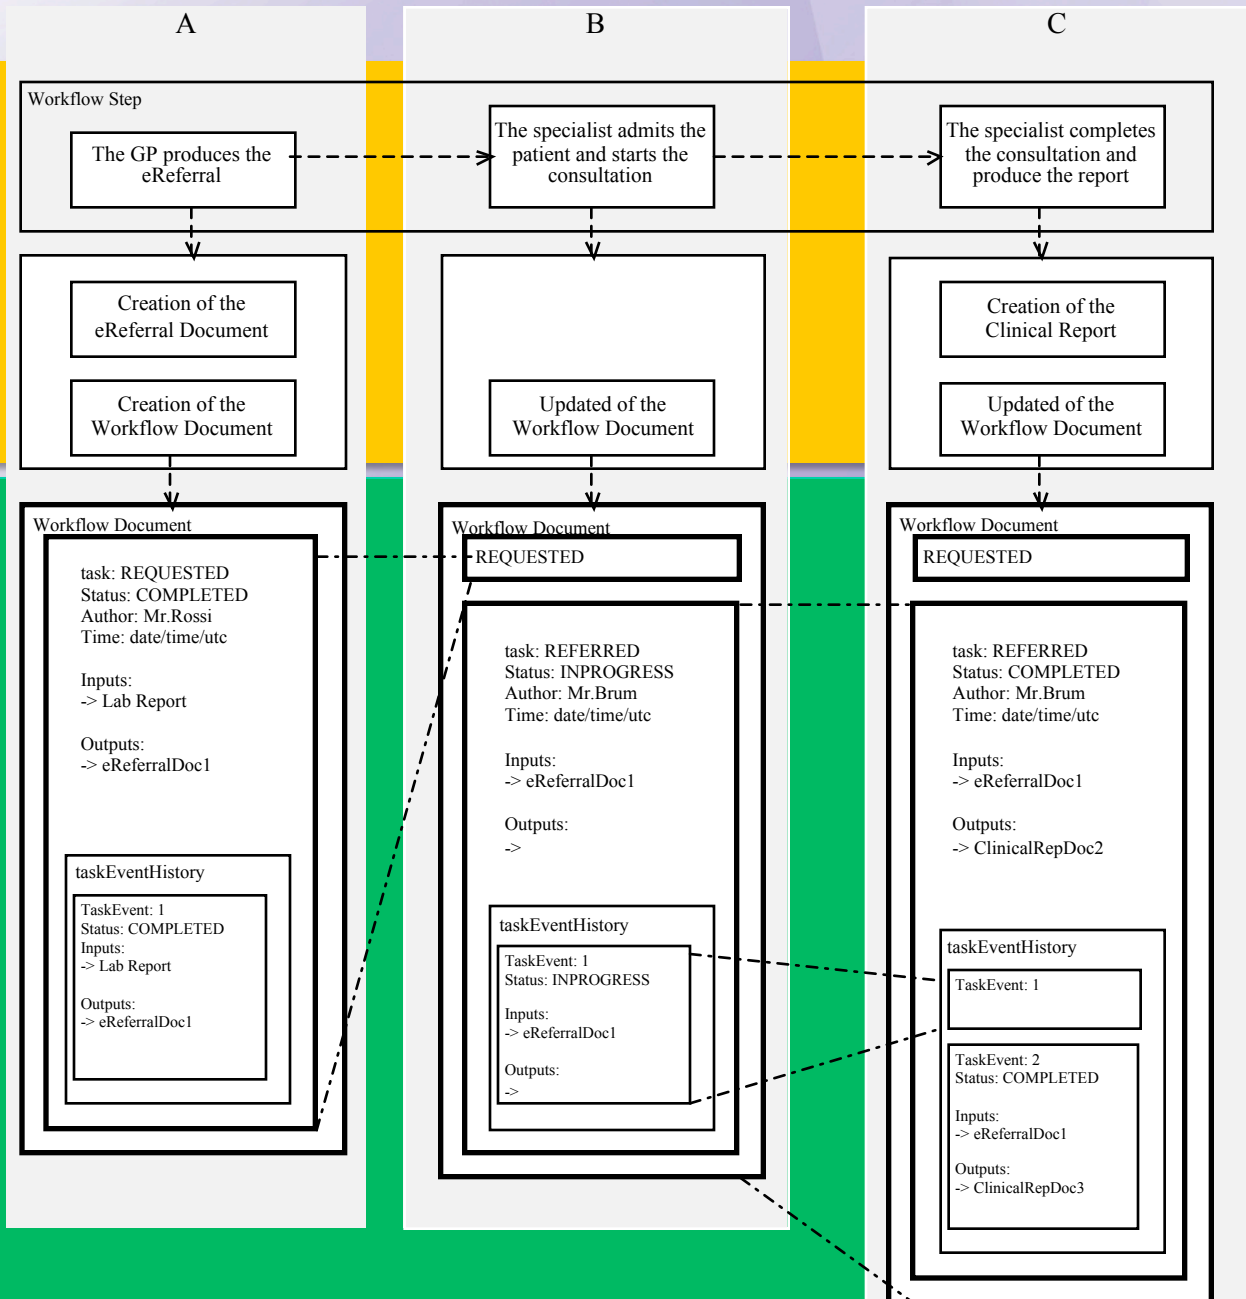 A
B
C
Workflow Step
The GP produces the
eReferral
The specialist admits the
patient and starts the
consultation
The specialist completes
the consultation and
produce the report
Creation of the
eReferral Document
Creation of the
Workflow Document
Updated of the
Workflow Document
Creation of the
Clinical Report
Updated of the
Workflow Document
Workflow Document
task: REQUESTED
Status: COMPLETED
Author: Mr.Rossi
Time: date/time/utc
Inputs:
-> Lab Report
Outputs:
-> eReferralDoc1
taskEventHistory
TaskEvent: 1
Status: COMPLETED
Inputs:
-> Lab Report
Outputs:
-> eReferralDoc1
Workflow Document
REQUESTED
task: REFERRED
Status: INPROGRESS
Author: Mr.Brum
Time: date/time/utc
Inputs:
-> eReferralDoc1
Outputs:
->
taskEventHistory
TaskEvent: 1
Status: INPROGRESS
Inputs:
-> eReferralDoc1
Outputs:
->
Workflow Document
REQUESTED
task: REFERRED
Status: COMPLETED
Author: Mr.Brum
Time: date/time/utc
Inputs:
-> eReferralDoc1
Outputs:
-> ClinicalRepDoc2
taskEventHistory
TaskEvent: 1
TaskEvent: 2
Status: COMPLETED
Inputs:
-> eReferralDoc1
Outputs:
-> ClinicalRepDoc3